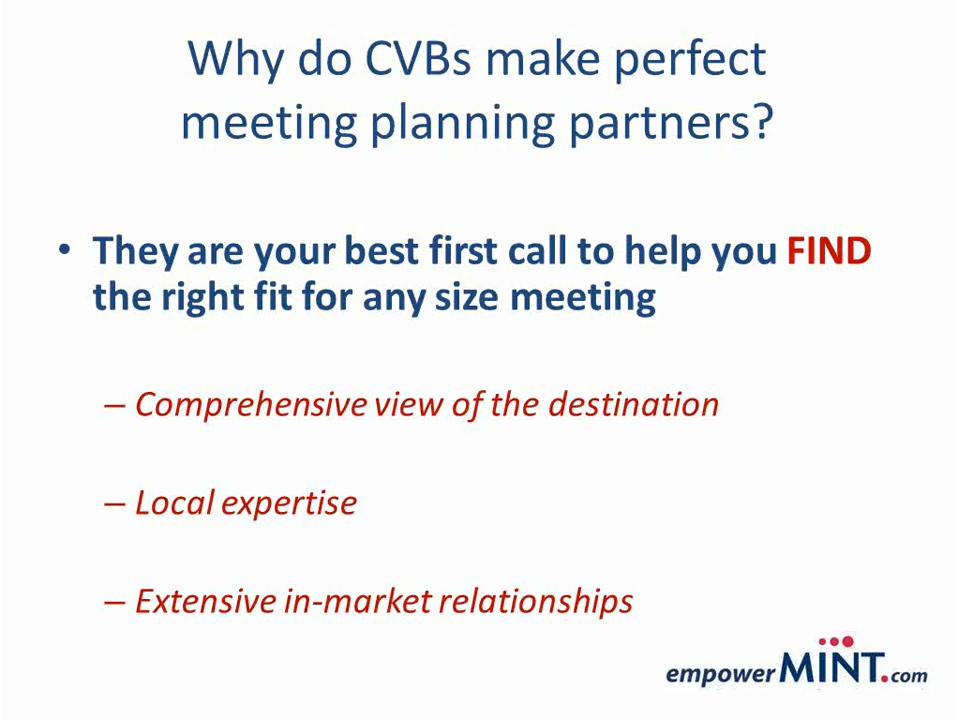 Why do CVBs make perfect
meeting planning partners?
• They are your best first call to help you FIND
the right fit for any size meeting
– Comprehensive view of the destination
– Local expertise
– Extensive in-market relationships
empowerMINT.com